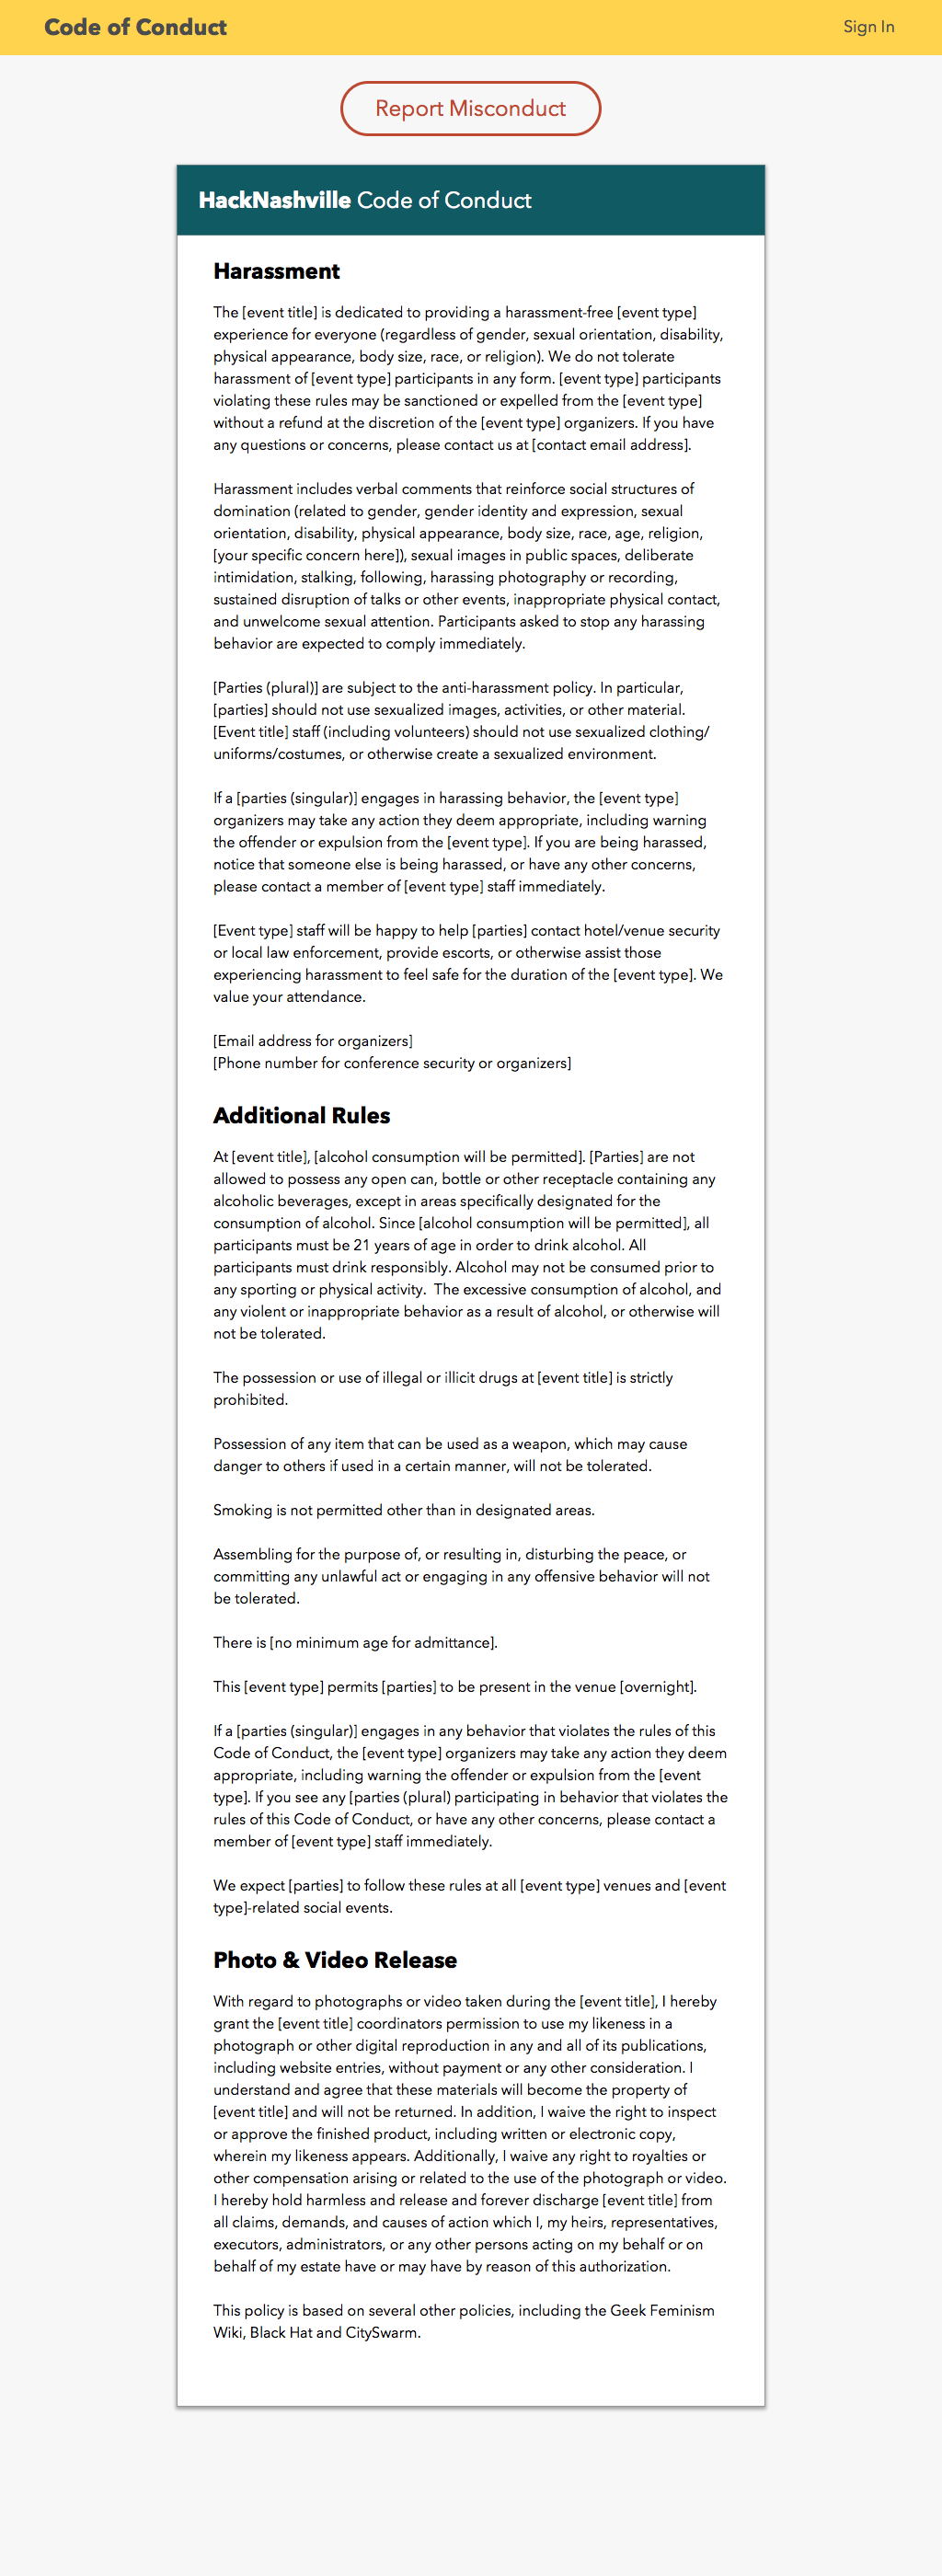 Code of Conduct
Sign In
Report Misconduct
HackNashville Code of Conduct
Harassment
The [event title] is dedicated to providing a harassment-free [event type]
experience for everyone (regardless of gender, sexual orientation, disability,
physical appearance, body size, race, or religion). We do not tolerate
harassment of [event type] participants in any form. [event type] participants
violating these rules may be sanctioned or expelled from the [event type]
without a refund at the discretion of the [event type] organizers. If you have
any questions or concerns, please contact us at [contact email address].
Harassment includes verbal comments that reinforce social structures of
domination (related to gender, gender identity and expression, sexual
orientation, disability, physical appearance, body size, race, age, religion,
[your specific concern here]), sexual images in public spaces, deliberate
intimidation, stalking, following, harassing photography or recording,
sustained disruption of talks or other events, inappropriate physical contact,
and unwelcome sexual attention. Participants asked to stop any harassing
behavior are expected to comply immediately.
[Parties (plural)] are subject to the anti-harassment policy. In particular,
[parties] should not use sexualized images, activities, or other material.
[Event title] staff (including volunteers) should not use sexualized clothing/
uniforms/costumes, or otherwise create a sexualized environment.
If a [parties (singular)] engages in harassing behavior, the [event type]
organizers may take any action they deem appropriate, including warning
the offender or expulsion from the [event type]. If you are being harassed,
notice that someone else is being harassed, or have any other concerns,
please contact a member of [event type] staff immediately.
[Event type] staff will be happy to help [parties] contact hotel/venue security
or local law enforcement, provide escorts, or otherwise assist those
experiencing harassment to feel safe for the duration of the [event type]. We
value your attendance.
[Email address for organizers]
[Phone number for conference security or organizers]
Additional Rules
At [event title], [alcohol consumption will be permitted]. [Parties] are not
allowed to possess any open can, bottle or other receptacle containing any
alcoholic beverages, except in areas specifically designated for the
consumption of alcohol. Since [alcohol consumption will be permitted], all
participants must be 21 years of age in order to drink alcohol. All
participants must drink responsibly. Alcohol may not be consumed prior to
any sporting or physical activity.  The excessive consumption of alcohol, and
any violent or inappropriate behavior as a result of alcohol, or otherwise will
not be tolerated.
The possession or use of illegal or illicit drugs at [event title] is strictly
prohibited.
Possession of any item that can be used as a weapon, which may cause
danger to others if used in a certain manner, will not be tolerated.
Smoking is not permitted other than in designated areas.
Assembling for the purpose of, or resulting in, disturbing the peace, or
committing any unlawful act or engaging in any offensive behavior will not
be tolerated.
There is [no minimum age for admittance].
This [event type] permits [parties] to be present in the venue [overnight].
If a [parties (singular)] engages in any behavior that violates the rules of this
Code of Conduct, the [event type] organizers may take any action they deem
appropriate, including warning the offender or expulsion from the [event
type]. If you see any [parties (plural) participating in behavior that violates the
rules of this Code of Conduct, or have any other concerns, please contact a
member of [event type] staff immediately.
We expect [parties] to follow these rules at all [event type] venues and [event
type]-related social events.
Photo & Video Release
With regard to photographs or video taken during the [event title], I hereby
grant the [event title] coordinators permission to use my likeness in a
photograph or other digital reproduction in any and all of its publications,
including website entries, without payment or any other consideration. I
understand and agree that these materials will become the property of
[event title] and will not be returned. In addition, I waive the right to inspect
or approve the finished product, including written or electronic copy,
wherein my likeness appears. Additionally, I waive any right to royalties or
other compensation arising or related to the use of the photograph or video.
I hereby hold harmless and release and forever discharge [event title] from
all claims, demands, and causes of action which I, my heirs, representatives,
executors, administrators, or any other persons acting on my behalf or on
behalf of my estate have or may have by reason of this authorization.
This policy is based on several other policies, including the Geek Feminism
Wiki, Black Hat and CitySwarm.